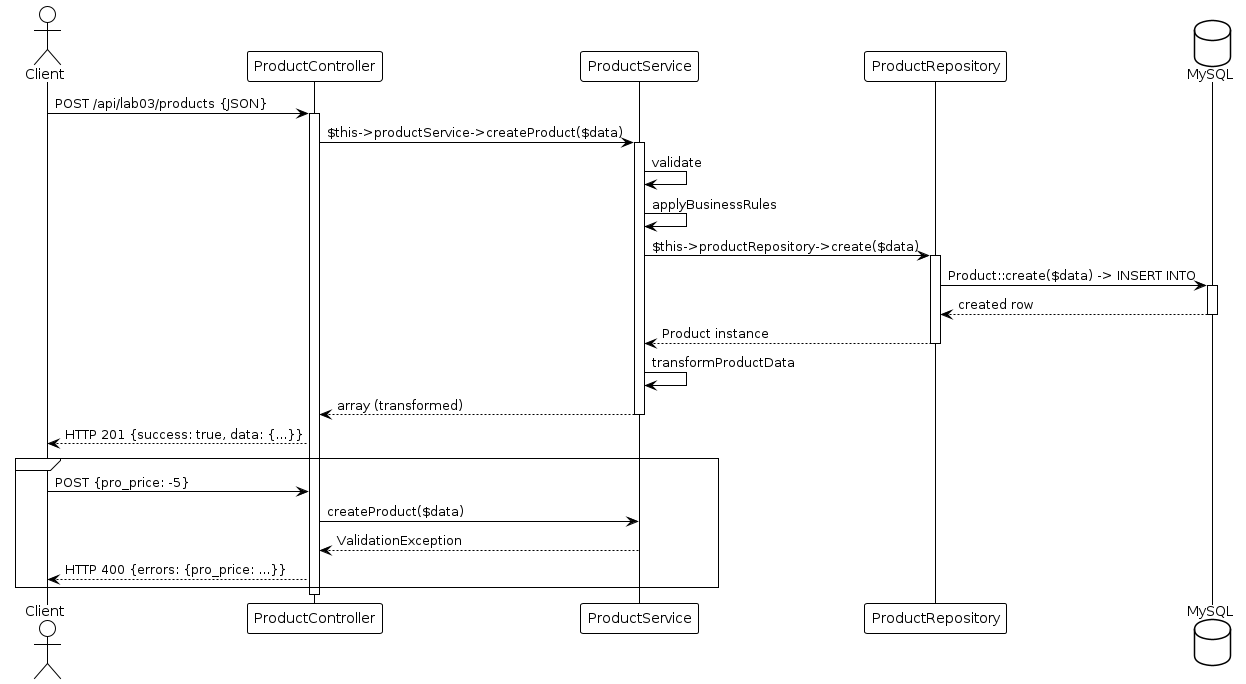 Client
ProductController
ProductService
ProductRepository
MySQL
POST /api/lab03/products {JSON}
$this->productService->createProduct($data)
validate
applyBusinessRules
$this->productRepository->create($data)
Product::create($data) -> INSERT INTO
created row
Product instance
transformProductData
array (transformed)
HTTP 201 {success: true, data: {...}}
POST {pro_price: -5}
createProduct($data)
ValidationException
HTTP 400 {errors: {pro_price: ...}}
Client
ProductController
ProductService
ProductRepository
MySQL